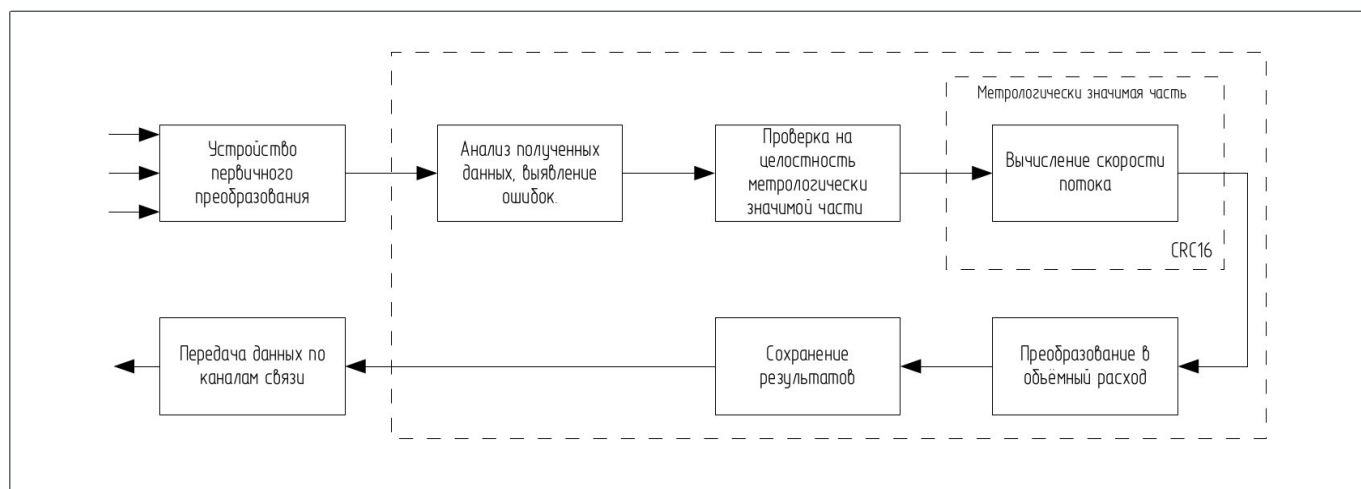 Устройство
первичного
преобразования
Анализ полученных
данных, выявление
ошибок.
Проверка на
целостность
метрологически
значимой части
Метрологически значимая часть
Вычисление скорости
потока
CRC16
Передача данных по
каналам связи
Сохранение
результатов
Преобразование в
объёмный расход